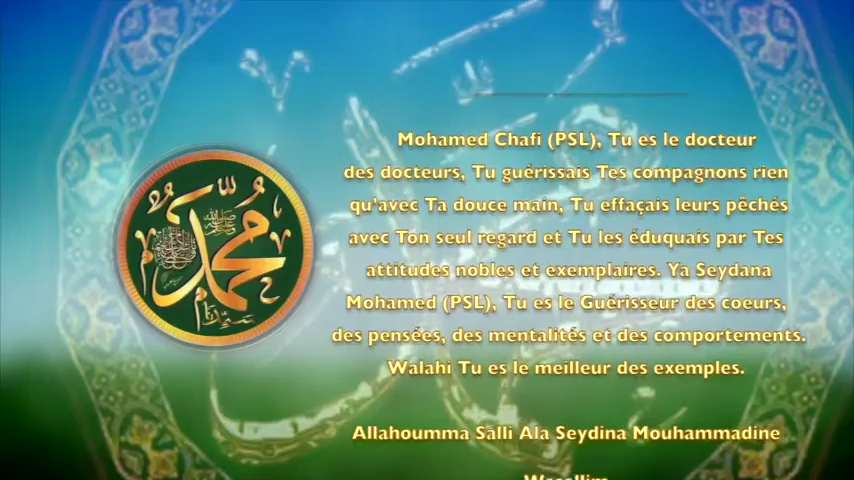 Mohamed Chafi (PSL), Tu es le docteur
des docteurs, Tu guérissais Tes compagnons rien
qu'avec Ta douce main, Tu effaçais leurs pêchés
avec Ton seul regard et Tu les éduquais par Tes
attitudes nobles et exemplaires. Ya Seydana
Mohamed (PSL), Tu es le Guérisseur des coeurs,
des pensées, des mentalités et des comportements.
Walahi Tu es le meilleur des exemples.
Allahoumma Salli Ala Seydina Mouhammadine
محمد